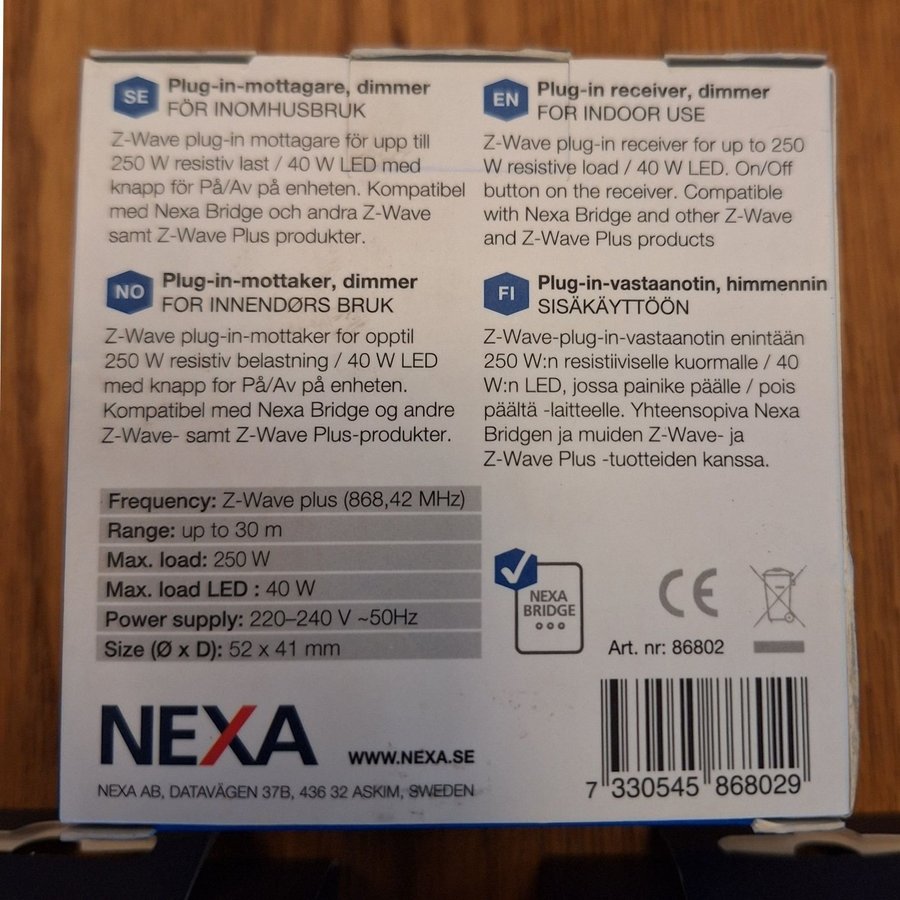 SE
Plug-in-mottagare, dimmer
FÖR INOMHUSBRUK
Z-Wave plug-in mottagare för upp till
250 W resistiv last / 40 W LED med
knapp för På/Av på enheten. Kompatibel
med Nexa Bridge och andra Z-Wave
samt Z-Wave Plus produkter.
EN
Plug-in receiver, dimmer
FOR INDOOR USE
Z-Wave plug-in receiver for up to 250
W resistive load / 40 W LED. On/Off
button on the receiver. Compatible
with Nexa Bridge and other Z-Wave
and Z-Wave Plus products
NO
Plug-in-mottaker, dimmer
FOR INNENDØRS BRUK
Z-Wave plug-in-mottaker for opptil
250 W resistiv belastning / 40 W LED
med knapp for På/Av på enheten.
Kompatibel med Nexa Bridge og andre
Z-Wave- samt Z-Wave Plus-produkter.
FI
Plug-in-vastaanotin, himmennin
SISÄKÄYTTÖÖN
Z-Wave-plug-in-vastaanotin enintään
250 W:n resistiiviselle kuormalle / 40
W:n LED, jossa painike päälle / pois
päältä -laitteelle. Yhteensopiva Nexa
Bridgen ja muiden Z-Wave- ja
Z-Wave Plus -tuotteiden kanssa.
Frequency: Z-Wave plus (868,42 MHz)
Range: up to 30 m
Max. load: 250 W
Max. load LED : 40 W
Power supply: 220–240 V ~50Hz
Size (Ø x D): 52 x 41 mm
NEXA
BRIDGE
CE
Art. nr: 86802
NEXA
WWW.NEXA.SE
NEXA AB, DATAVÄGEN 37B, 436 32 ASKIM, SWEDEN
7 330545 868029